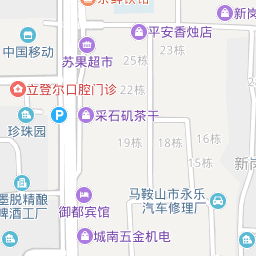 新岗
平安香烛店
中国移动
23栋
苏果超市
25栋
立登尔口腔门诊
22栋
P
采石矶茶干
珍珠园
19栋
18栋
16栋
15栋
新岗
墨脱精酿
啤酒工厂
马鞍山市永乐
汽车修理厂
御都宾馆
城南五金机电